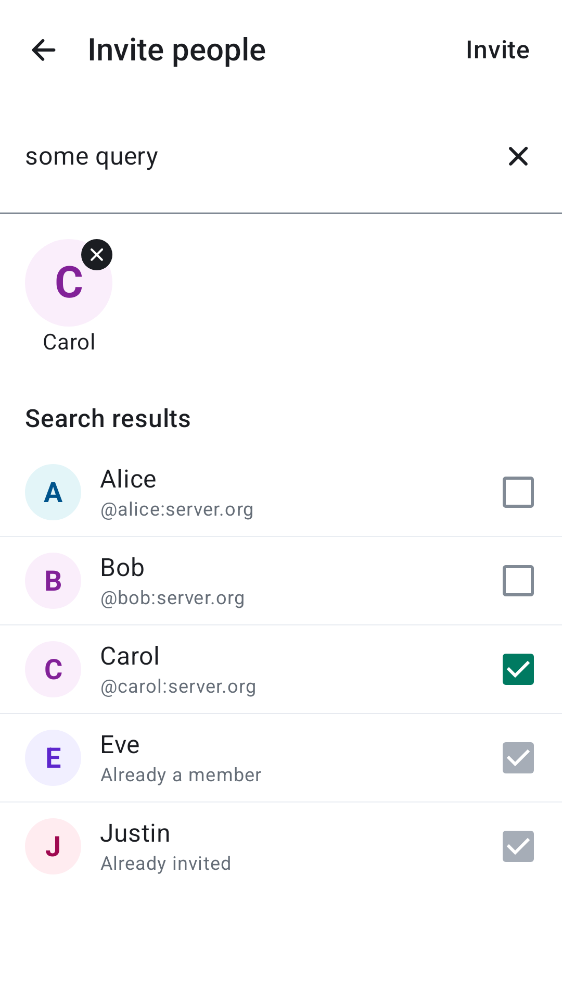 Invite people Invite
some query
C
Carol
Search results
A Alice
@alice:server.org
B Bob
@bob:server.org
C Carol
@carol:server.org
E Eve
Already a member
J Justin
Already invited